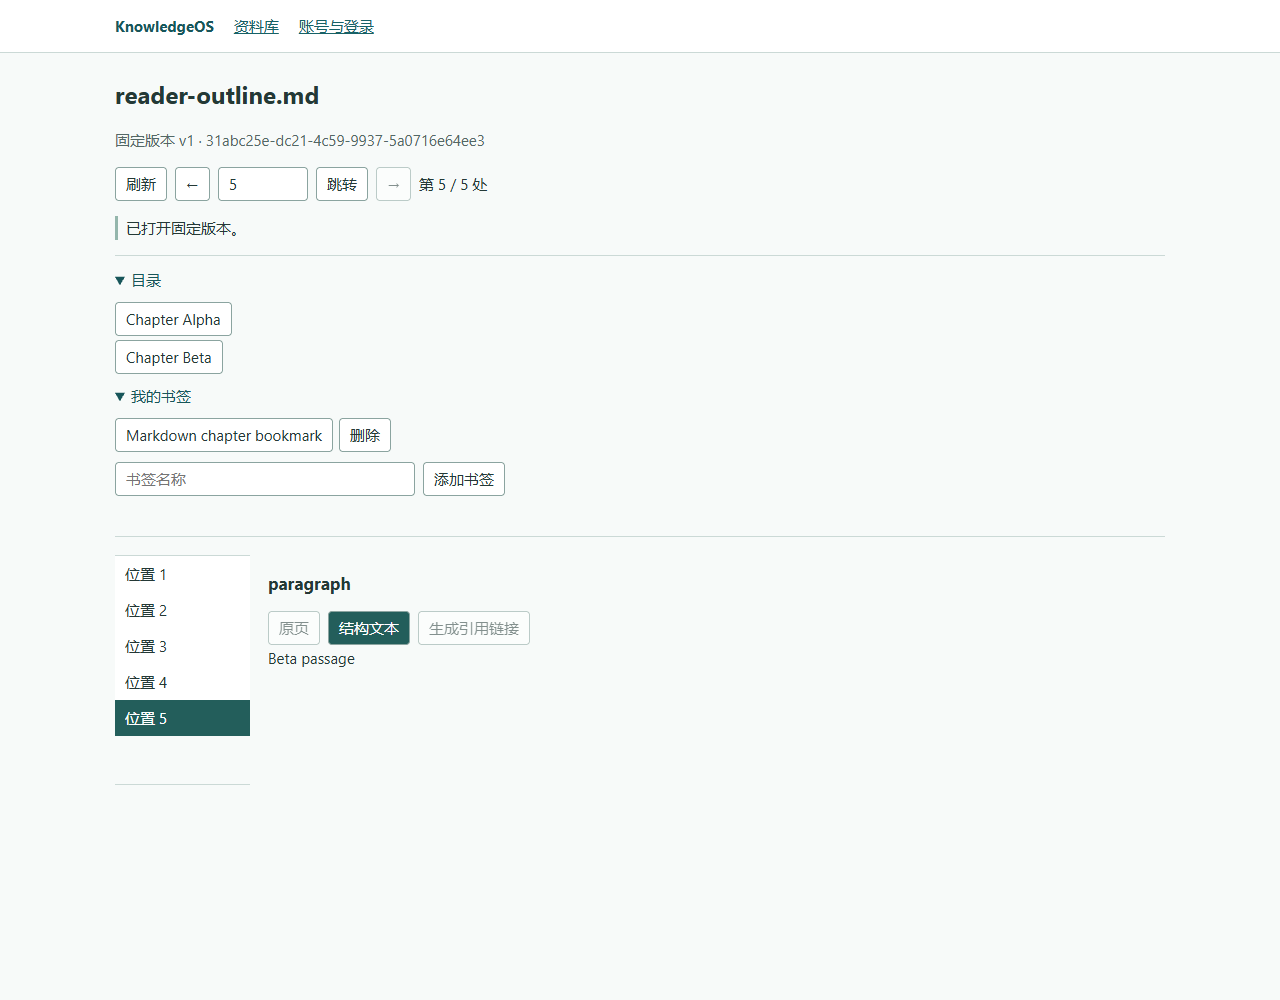 KnowledgeOS 资料库 账号与登录
reader-outline.md
固定版本 v1 · 31abc25e-dc21-4c59-9937-5a0716e64ee3
刷新 ← 5 跳转 → 第 5 / 5 处
已打开固定版本。
▼ 目录
Chapter Alpha
Chapter Beta
▼ 我的书签
Markdown chapter bookmark 删除
书签名称 添加书签
位置 1
位置 2
位置 3
位置 4
位置 5
paragraph
原页 结构文本 生成引用链接
Beta passage